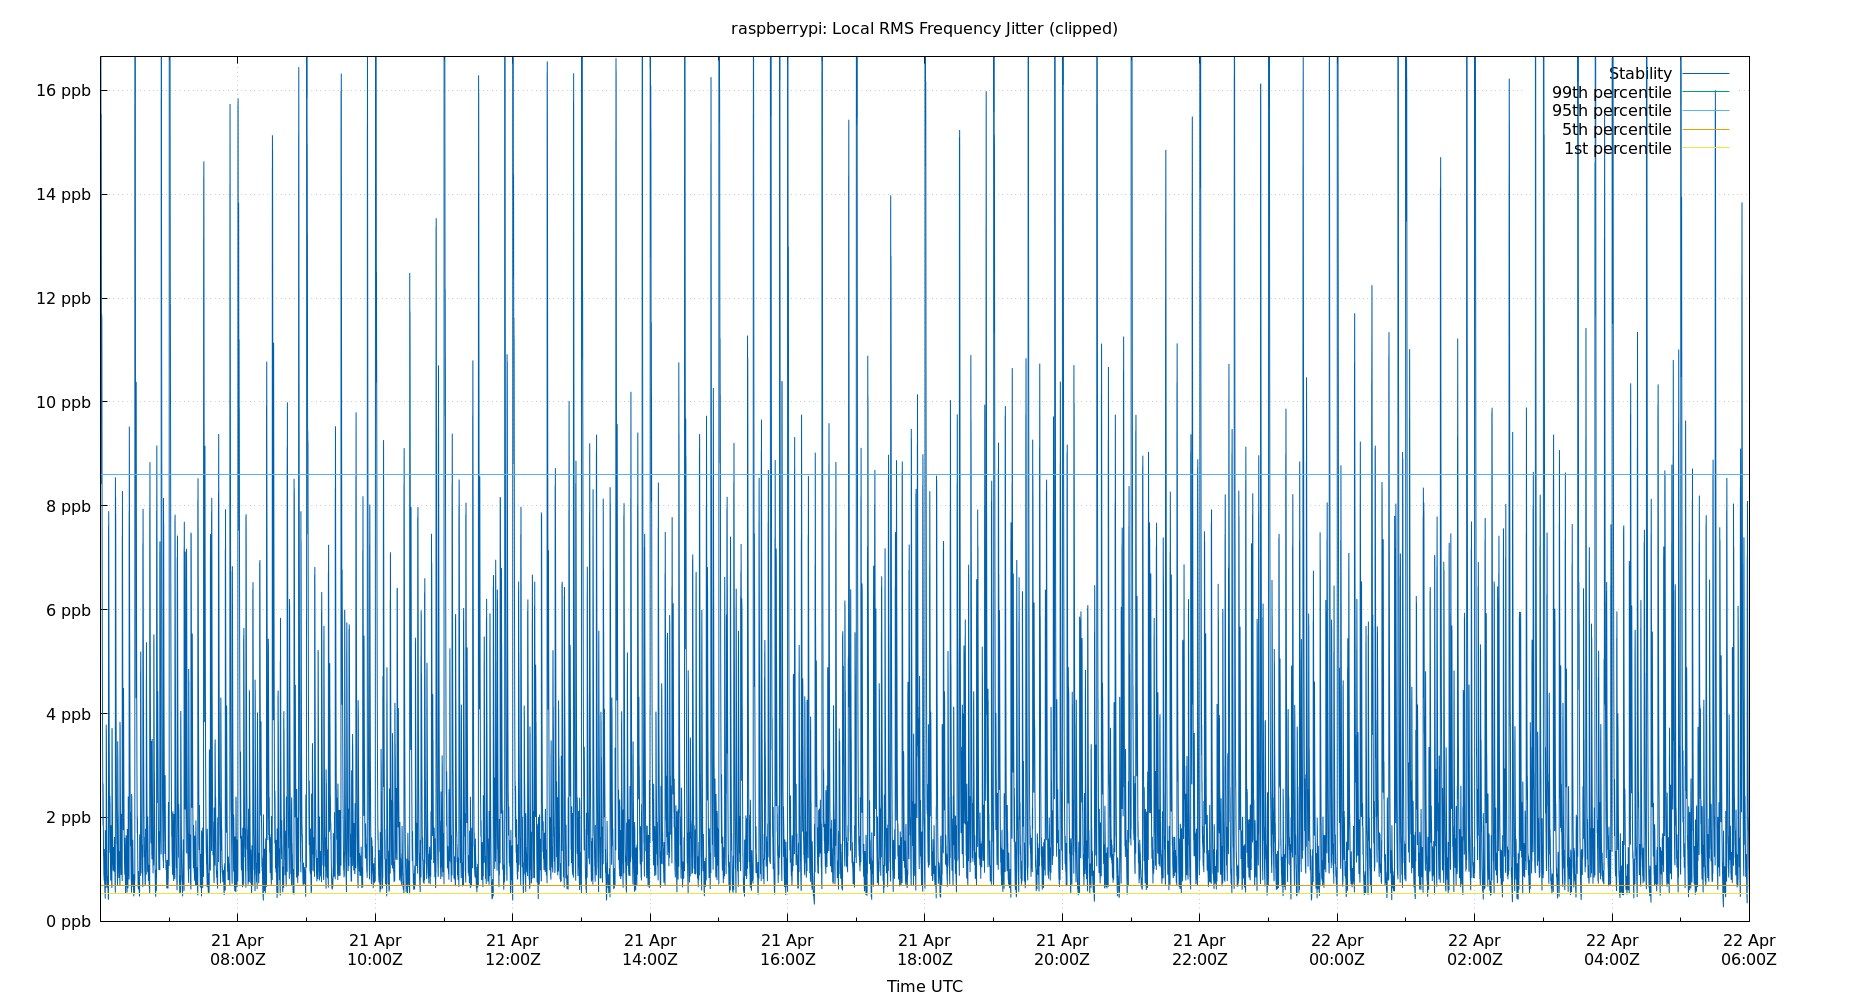 raspberrypi: Local RMS Frequency Jitter (clipped)
Stability
99th percentile
95th percentile
5th percentile
1st percentile
16 ppb
14 ppb
12 ppb
10 ppb
8 ppb
6 ppb
4 ppb
2 ppb
0 ppb
21 Apr
08:00Z
21 Apr
10:00Z
21 Apr
12:00Z
21 Apr
14:00Z
21 Apr
16:00Z
21 Apr
18:00Z
21 Apr
20:00Z
21 Apr
22:00Z
22 Apr
00:00Z
22 Apr
02:00Z
22 Apr
04:00Z
22 Apr
06:00Z
Time UTC